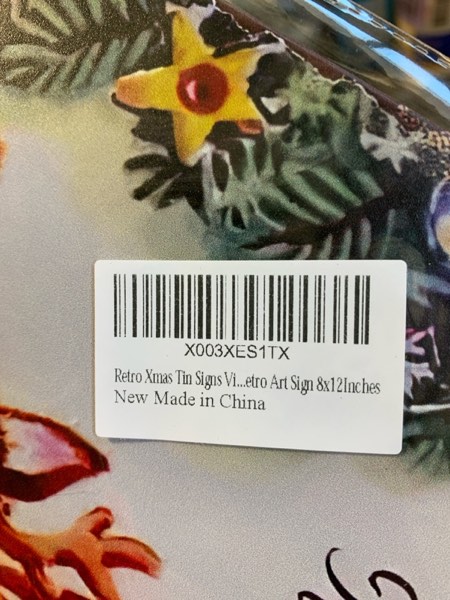 X003XES1TX
Retro Xmas Tin Signs Vi...etro Art Sign 8x12Inches
New Made in China